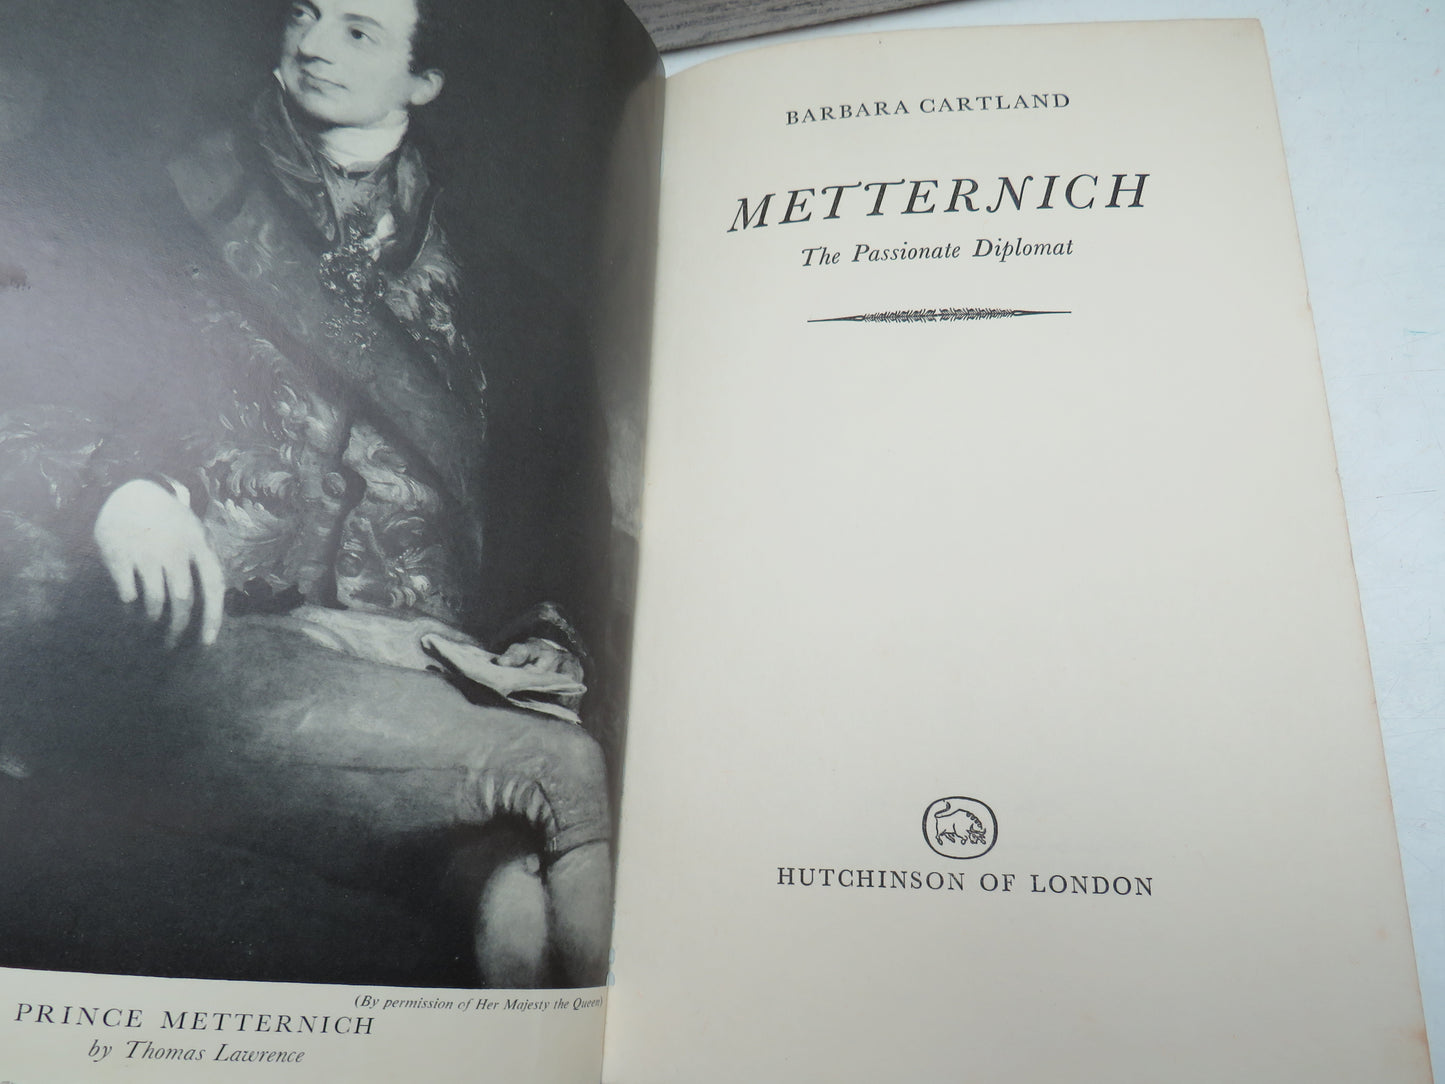 (By permission of Her Majesty the Queen)
PRINCE METTERNICH
by Thomas Lawrence
BARBARA CARTLAND
METTERNICH
The Passionate Diplomat
HUTCHINSON OF LONDON